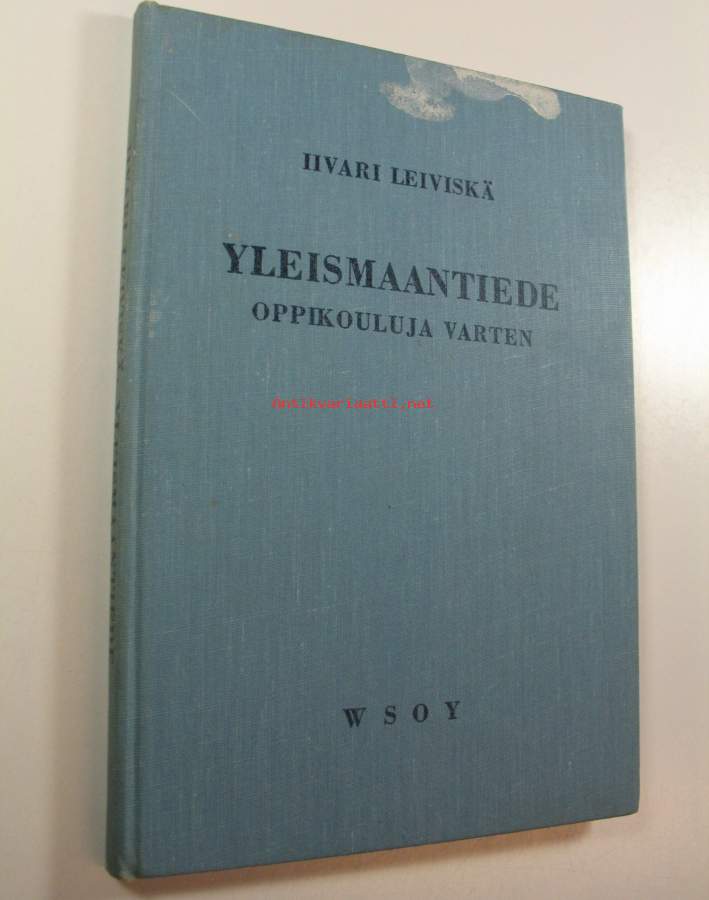 IIVARI LEIVISKÄ
YLEISMAANTIEDE
OPPIKOULUJA VARTEN
antikvariaatti.net
WSOY